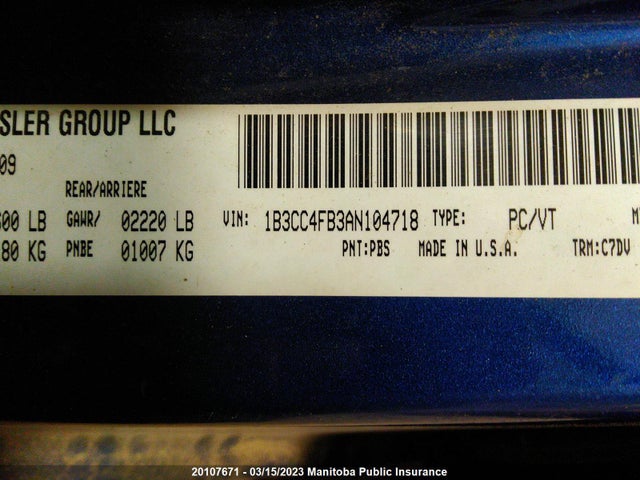 SLER GROUP LLC
09
REAR/ARRIERE
600 LB GAWR/ 02220 LB VIN: 1B3CC4FB3AN104718 TYPE: PC/VT
80 KG PNBE 01007 KG PNT:PBS MADE IN U.S.A. TRM:C7DV
20107671 - 03/15/2023 Manitoba Public Insurance